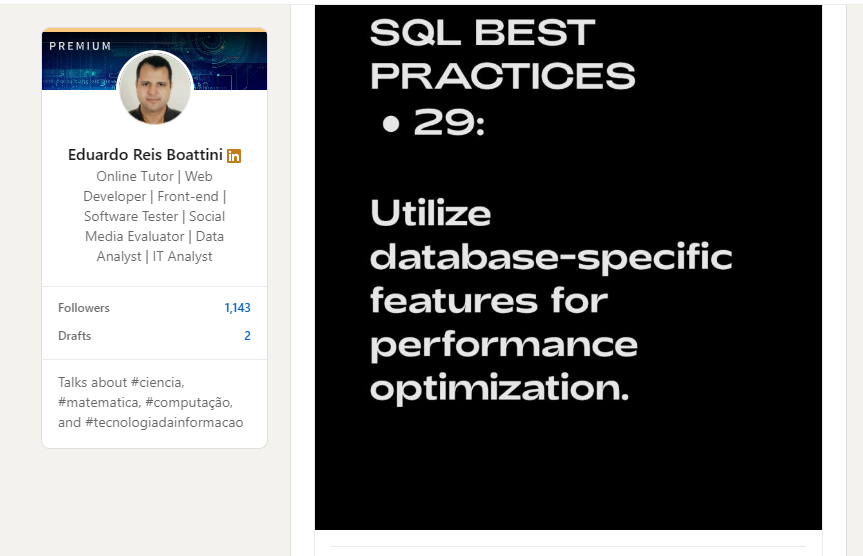 PREMIUM
Eduardo Reis Boattini in
Online Tutor | Web
Developer | Front-end |
Software Tester | Social
Media Evaluator | Data
Analyst | IT Analyst
Followers 1,143
Drafts 2
Talks about #ciencia,
#matematica, #computação,
and #tecnologiadainformacao
SQL BEST
PRACTICES
• 29:
Utilize
database-specific
features for
performance
optimization.